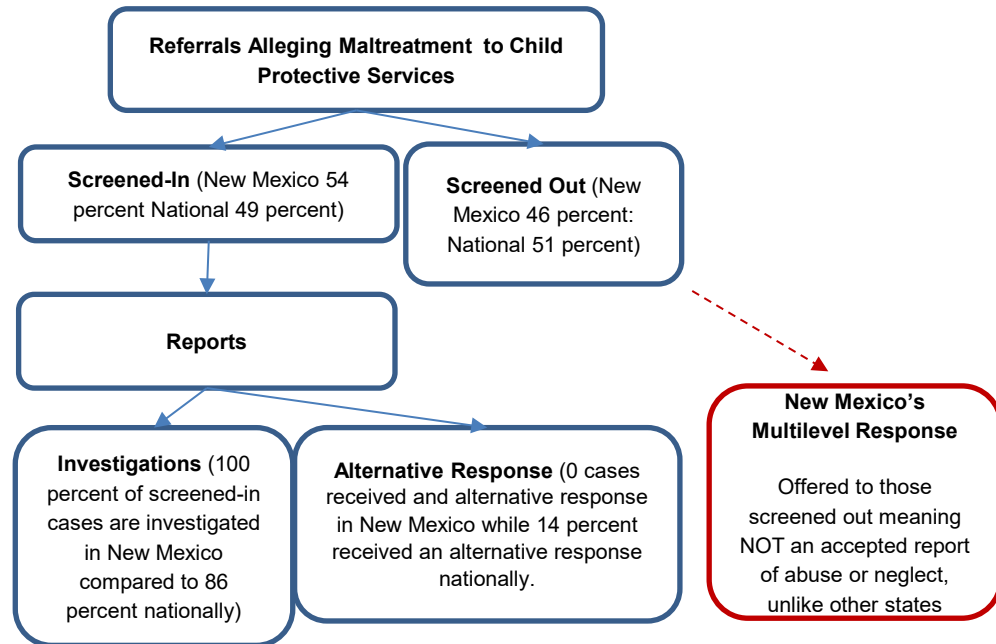 Referrals Alleging Maltreatment to Child
Protective Services
Screened-In (New Mexico 54
percent National 49 percent)
Screened Out (New
Mexico 46 percent:
National 51 percent)
Reports
Investigations (100
percent of screened-in
cases are investigated
in New Mexico
compared to 86
percent nationally)
Alternative Response (0 cases
received and alternative response
in New Mexico while 14 percent
received an alternative response
nationally.
New Mexico’s
Multilevel Response
Offered to those
screened out meaning
NOT an accepted report
of abuse or neglect,
unlike other states